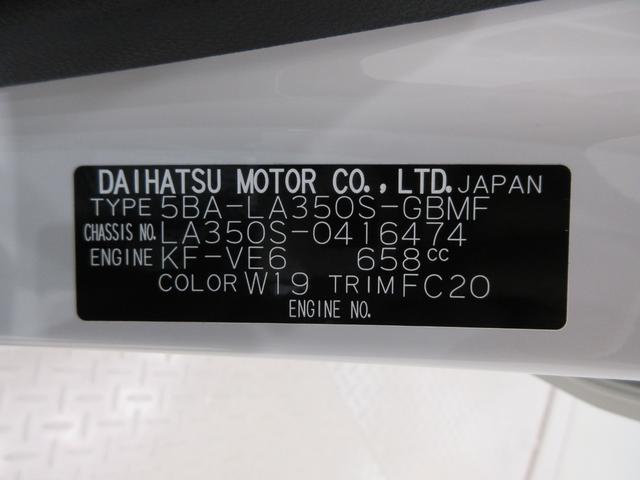 DAIHATSU MOTOR CO.,LTD.JAPAN
TYPE 5BA-LA350S-GBMF
CHASSIS NO. LA350S-0416474
ENGINE KF-VE6 658cc
COLOR W19 TRIM FC20
ENGINE NO.